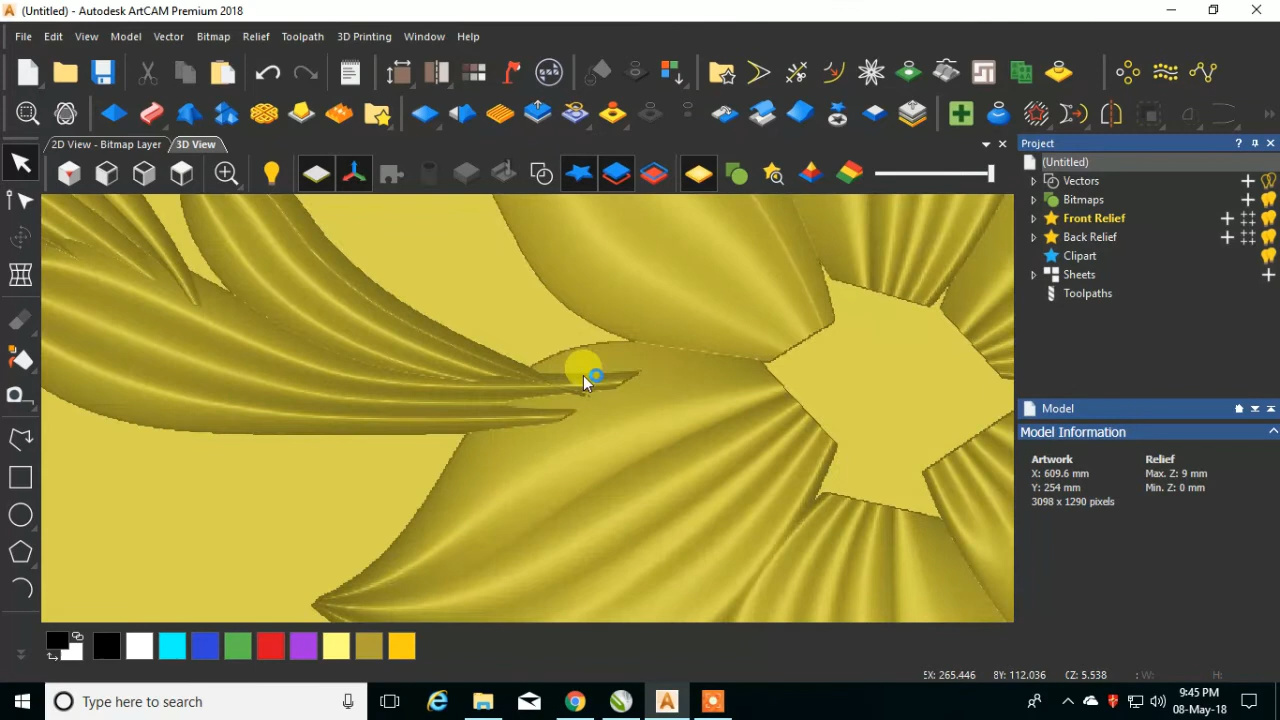 (Untitled) - Autodesk ArtCAM Premium 2018
File Edit View Model Vector Bitmap Relief Toolpath 3D Printing Window Help
2D View - Bitmap Layer 3D View
Project
(Untitled)
Vectors
Bitmaps
Front Relief
Back Relief
Clipart
Sheets
Toolpaths
Model
Model Information
Artwork Relief
X: 609.6 mm Max. Z: 9 mm
Y: 254 mm Min. Z: 0 mm
3098 x 1290 pixels
EX: 265.446 BY: 112.036 CZ: 5.538 W: H:
Type here to search
9:45 PM
08-May-18